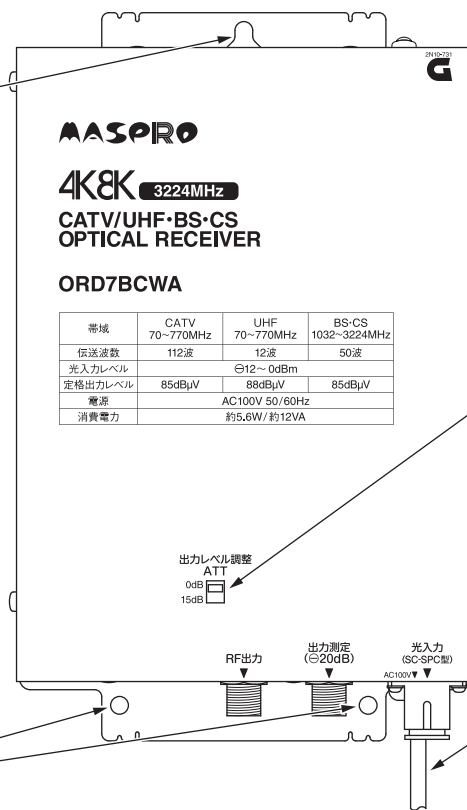 2N10-731
G
MASPRO
4K8K 3224MHz
CATV/UHF・BS・CS
OPTICAL RECEIVER
ORD7BCWA
帯域 CATV 70~770MHz UHF 70~770MHz BS・CS 1032~3224MHz
伝送波数 112波 12波 50波
光入力レベル ⊖12~0dBm
定格出力レベル 85dBμV 88dBμV 85dBμV
電源 AC100V 50/60Hz
消費電力 約5.6W/約12VA
出力レベル調整
ATT
0dB
15dB
RF出力
出力測定
(⊖20dB)
光入力
(SC-SPC型)
AC100V▼